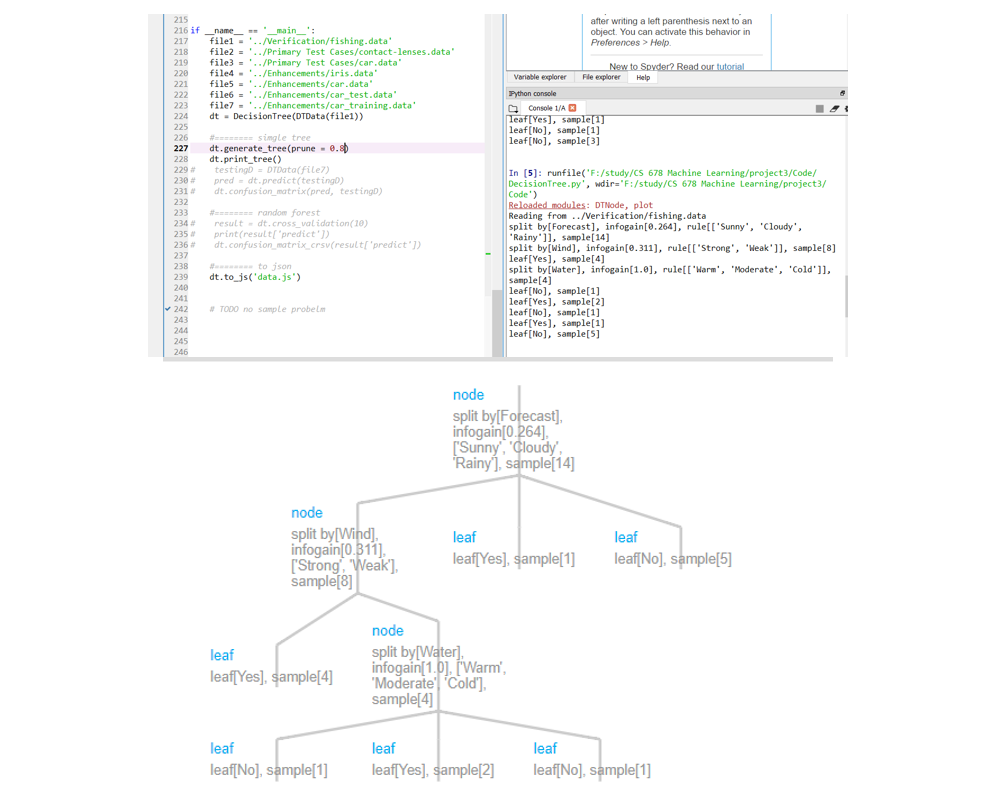 215
216 if __name__ == '__main__':
217 file1 = '../Verification/fishing.data'
218 file2 = '../Primary Test Cases/contact-lenses.data'
219 file3 = '../Primary Test Cases/car.data'
220 file4 = '../Enhancements/iris.data'
221 file5 = '../Enhancements/car.data'
222 file6 = '../Enhancements/car_test.data'
223 file7 = '../Enhancements/car_training.data'
224 dt = DecisionTree(DTData(file1))
225
226 #======== simgle tree
227 dt.generate_tree(prune = 0.8)
228 dt.print_tree()
229 # testingD = DTData(file7)
230 # pred = dt.predict(testingD)
231 # dt.confusion_matrix(pred, testingD)
232
233 #======== random forest
234 # result = dt.cross_validation(10)
235 # print(result['predict'])
236 # dt.confusion_matrix_crsv(result['predict'])
237
238 #======== to json
239 dt.to_js('data.js')
240
241
242 # TODO no sample probelm
243
244
245
246
after writing a left parenthesis next to an
object. You can activate this behavior in
Preferences > Help.
New to Spyder? Read our tutorial
Variable explorer File explorer Help
IPython console
Console 1/A
leaf[Yes], sample[1]
leaf[No], sample[1]
leaf[No], sample[3]
In [5]: runfile('F:/study/CS 678 Machine Learning/project3/Code/
DecisionTree.py', wdir='F:/study/CS 678 Machine Learning/project3/
Code')
Reloaded modules: DTNode, plot
Reading from ../Verification/fishing.data
split by[Forecast], infogain[0.264], rule[['Sunny', 'Cloudy',
'Rainy']], sample[14]
split by[Wind], infogain[0.311], rule[['Strong', 'Weak']], sample[8]
leaf[Yes], sample[4]
split by[Water], infogain[1.0], rule[['Warm', 'Moderate', 'Cold']],
sample[4]
leaf[No], sample[1]
leaf[Yes], sample[2]
leaf[No], sample[1]
leaf[Yes], sample[1]
leaf[No], sample[5]
node
split by[Forecast],
infogain[0.264],
['Sunny', 'Cloudy',
'Rainy'], sample[14]
node
split by[Wind],
infogain[0.311],
['Strong', 'Weak'],
sample[8]
leaf
leaf[Yes], sample[1]
leaf
leaf[No], sample[5]
leaf
leaf[Yes], sample[4]
node
split by[Water],
infogain[1.0], ['Warm',
'Moderate', 'Cold'],
sample[4]
leaf
leaf[No], sample[1]
leaf
leaf[Yes], sample[2]
leaf
leaf[No], sample[1]